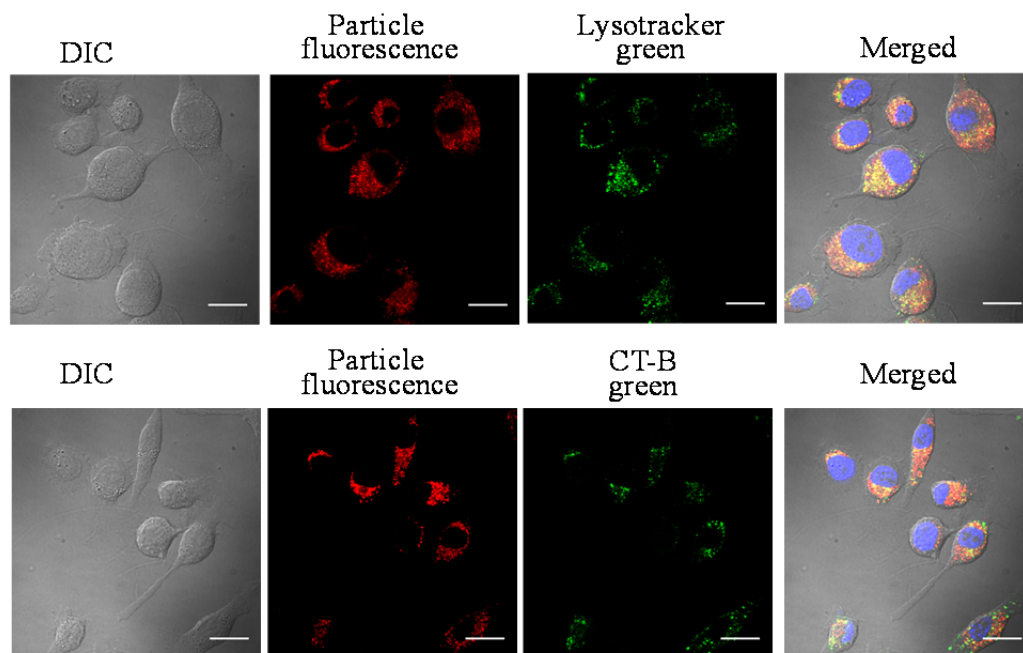 DIC
Particle
fluorescence
Lysotracker
green
Merged
DIC
Particle
fluorescence
CT-B
green
Merged